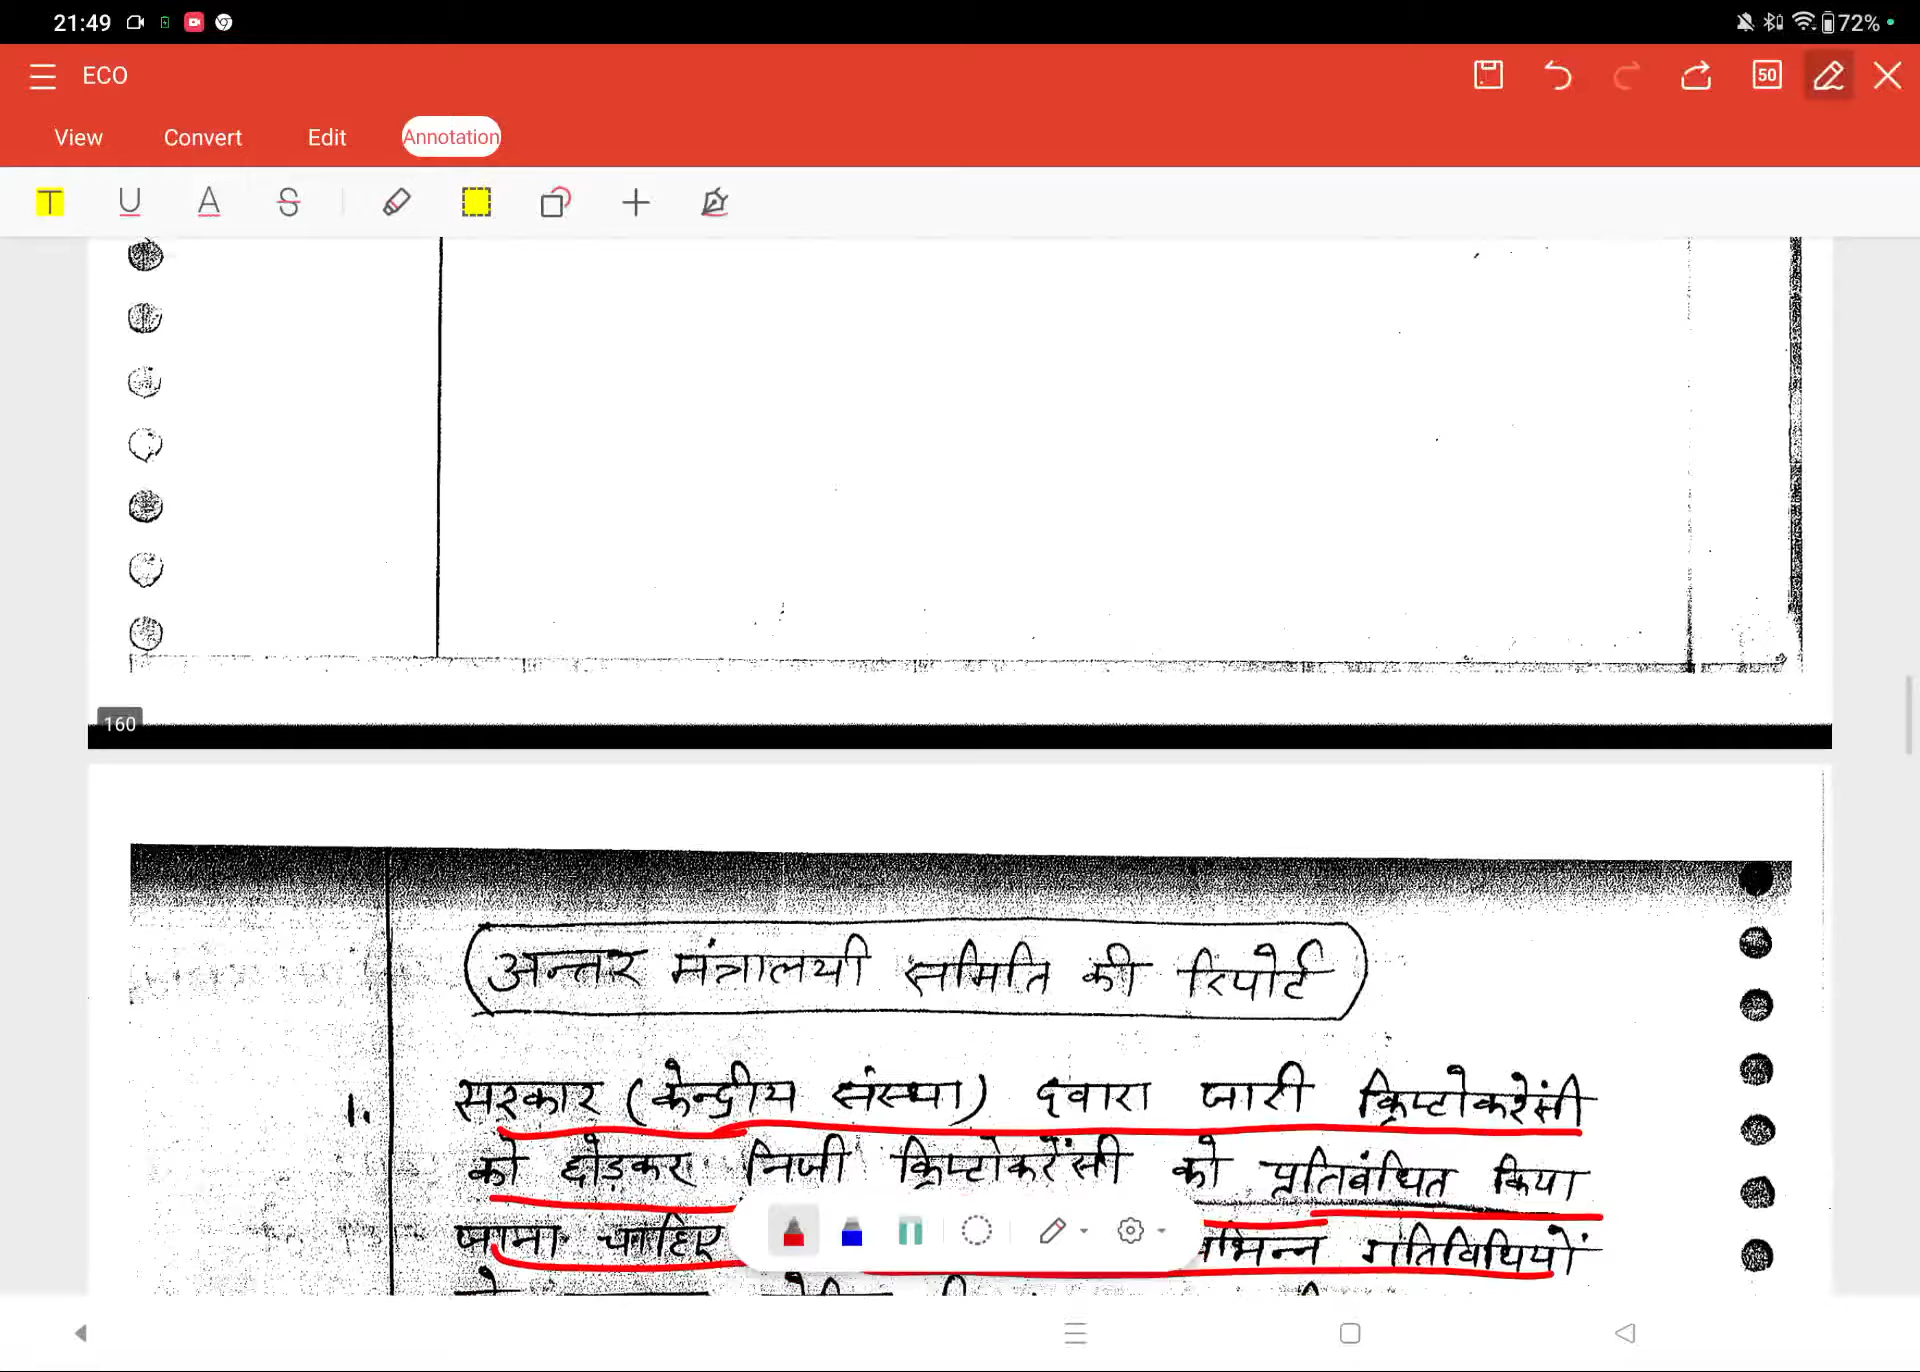 21:49
72%
ECO
50
View Convert Edit Annotation
160
अन्तर मंत्रालयी समिति की रिपोर्ट
1. सरकार (केन्द्रीय संस्था) द्वारा जारी क्रिप्टोकरेंसी
को छोड़कर निजी क्रिप्टोकरेंसी को प्रतिबंधित किया
जाना चाहिए गतिविधियों